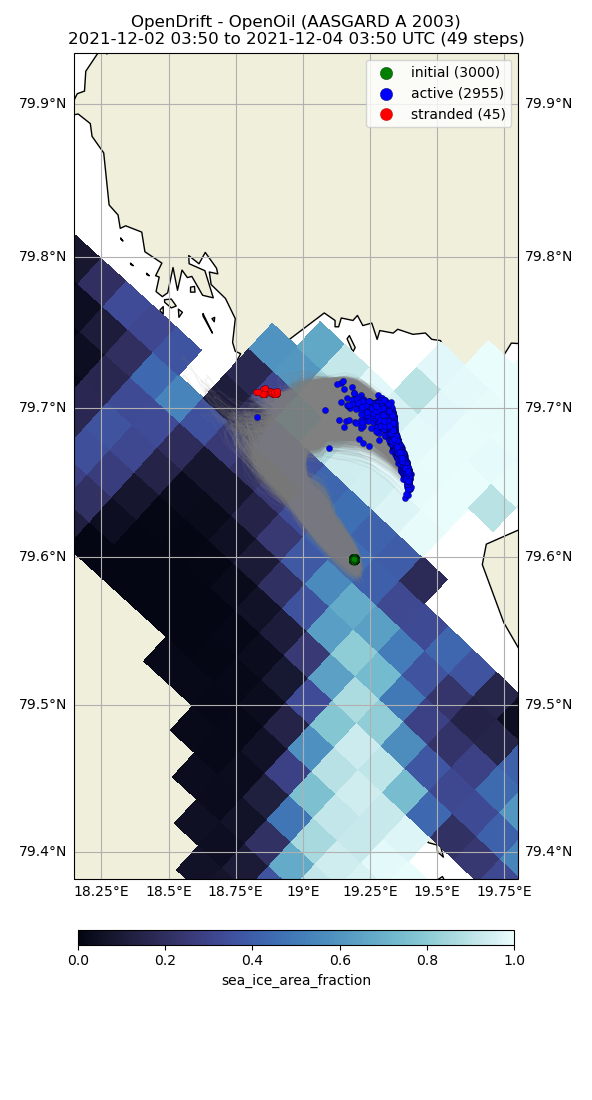 OpenDrift - OpenOil (AASGARD A 2003)
2021-12-02 03:50 to 2021-12-04 03:50 UTC (49 steps)
initial (3000)
active (2955)
stranded (45)
79.9°N 79.9°N
79.8°N 79.8°N
79.7°N 79.7°N
79.6°N 79.6°N
79.5°N 79.5°N
79.4°N 79.4°N
18.25°E 18.5°E 18.75°E 19°E 19.25°E 19.5°E 19.75°E
0.0 0.2 0.4 0.6 0.8 1.0
sea_ice_area_fraction